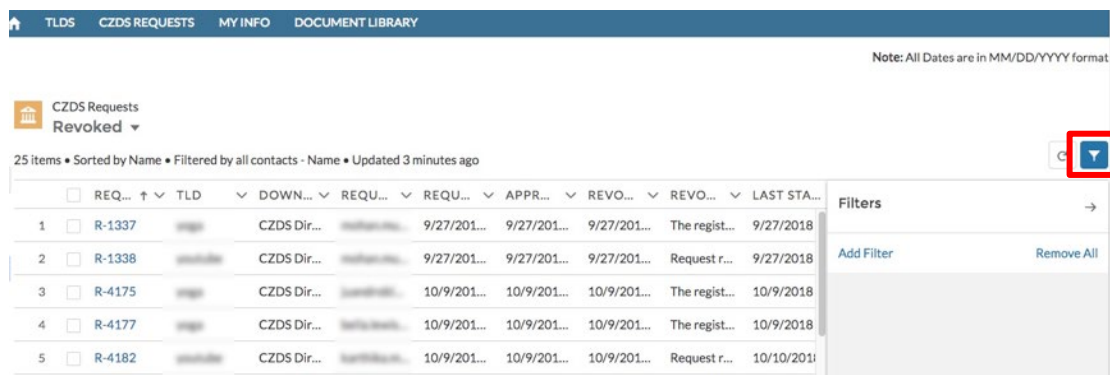 TLDS CZDS REQUESTS MY INFO DOCUMENT LIBRARY
Note: All Dates are in MM/DD/YYYY format
CZDS Requests
Revoked
25 items • Sorted by Name • Filtered by all contacts - Name • Updated 3 minutes ago
REQ... TLD DOWN... REQU... REQU... APPR... REVO... REVO... LAST STA...
Filters
1 R-1337 CZDS Dir... 9/27/201... 9/27/201... 9/27/201... The regist... 9/27/2018
Add Filter Remove All
2 R-1338 CZDS Dir... 9/27/201... 9/27/201... 9/27/201... Request r... 9/27/2018
3 R-4175 CZDS Dir... 10/9/201... 10/9/201... 10/9/201... The regist... 10/9/2018
4 R-4177 CZDS Dir... 10/9/201... 10/9/201... 10/9/201... The regist... 10/9/2018
5 R-4182 CZDS Dir... 10/9/201... 10/9/201... 10/9/201... Request r... 10/10/201